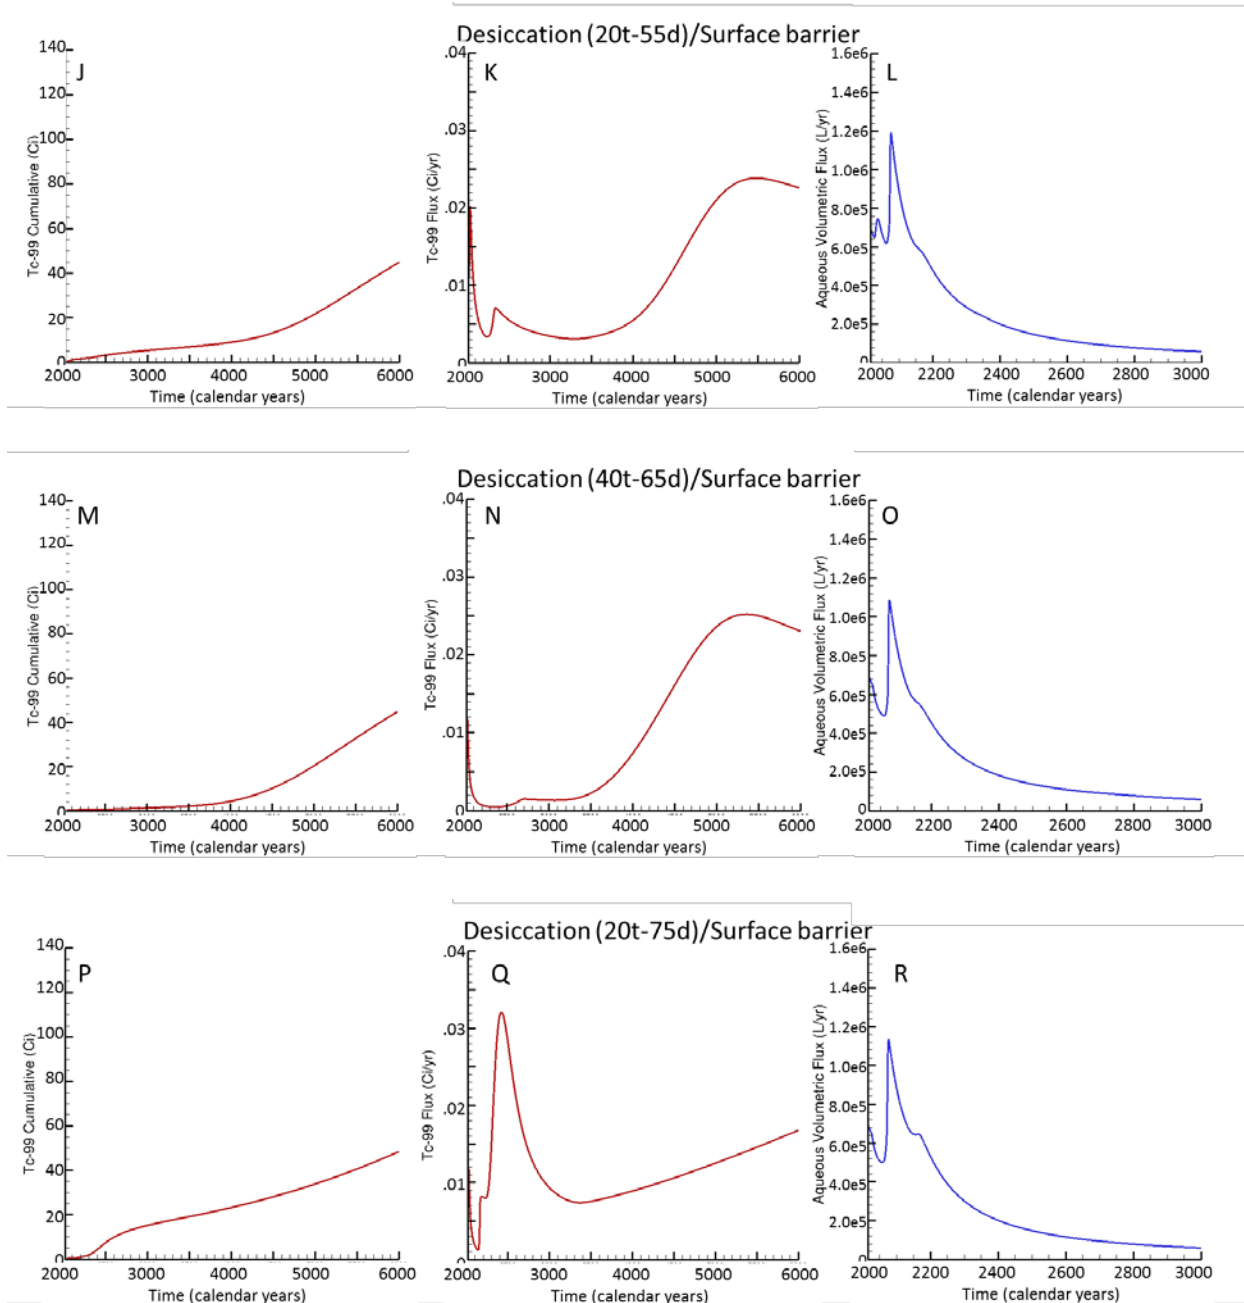 Desiccation (20t-55d)/Surface barrier
J
Tc-99 Cumulative (Ci)
140
120
100
80
60
40
20
0
2000 3000 4000 5000 6000
Time (calendar years)
K
Tc-99 Flux (Ci/yr)
.04
.03
.02
.01
0
2000 3000 4000 5000 6000
Time (calendar years)
L
Aqueous Volumetric Flux (L/yr)
1.6e6
1.4e6
1.2e6
1.0e6
8.0e5
6.0e5
4.0e5
2.0e5
0
2000 2200 2400 2600 2800 3000
Time (calendar years)
Desiccation (40t-65d)/Surface barrier
M
Tc-99 Cumulative (Ci)
140
120
100
80
60
40
20
0
2000 3000 4000 5000 6000
Time (calendar years)
N
Tc-99 Flux (Ci/yr)
.04
.03
.02
.01
0
2000 3000 4000 5000 6000
Time (calendar years)
O
Aqueous Volumetric Flux (L/yr)
1.6e6
1.4e6
1.2e6
1.0e6
8.0e5
6.0e5
4.0e5
2.0e5
0
2000 2200 2400 2600 2800 3000
Time (calendar years)
Desiccation (20t-75d)/Surface barrier
P
Tc-99 Cumulative (Ci)
140
120
100
80
60
40
20
0
2000 3000 4000 5000 6000
Time (calendar years)
Q
Tc-99 Flux (Ci/yr)
.04
.03
.02
.01
0
2000 3000 4000 5000 6000
Time (calendar years)
R
Aqueous Volumetric Flux (L/yr)
1.6e6
1.4e6
1.2e6
1.0e6
8.0e5
6.0e5
4.0e5
2.0e5
0
2000 2200 2400 2600 2800 3000
Time (calendar years)